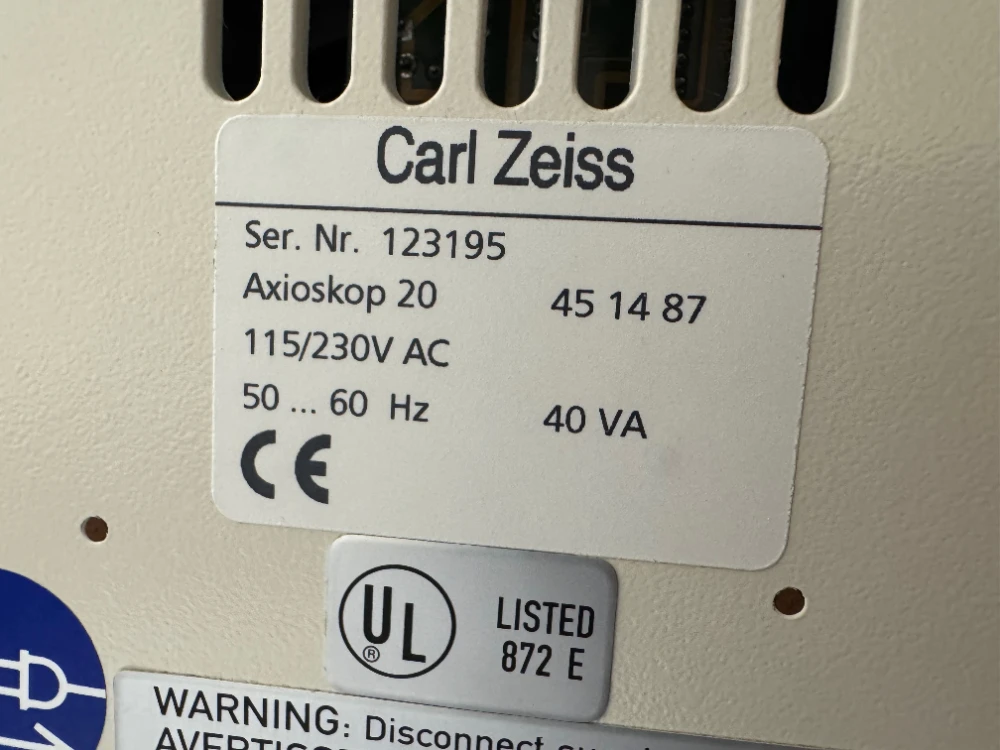 Carl Zeiss
Ser. Nr. 123195
Axioskop 20 45 14 87
115/230V AC
50 ... 60 Hz 40 VA
CE
UL ® LISTED
872 E
WARNING: Disconnect